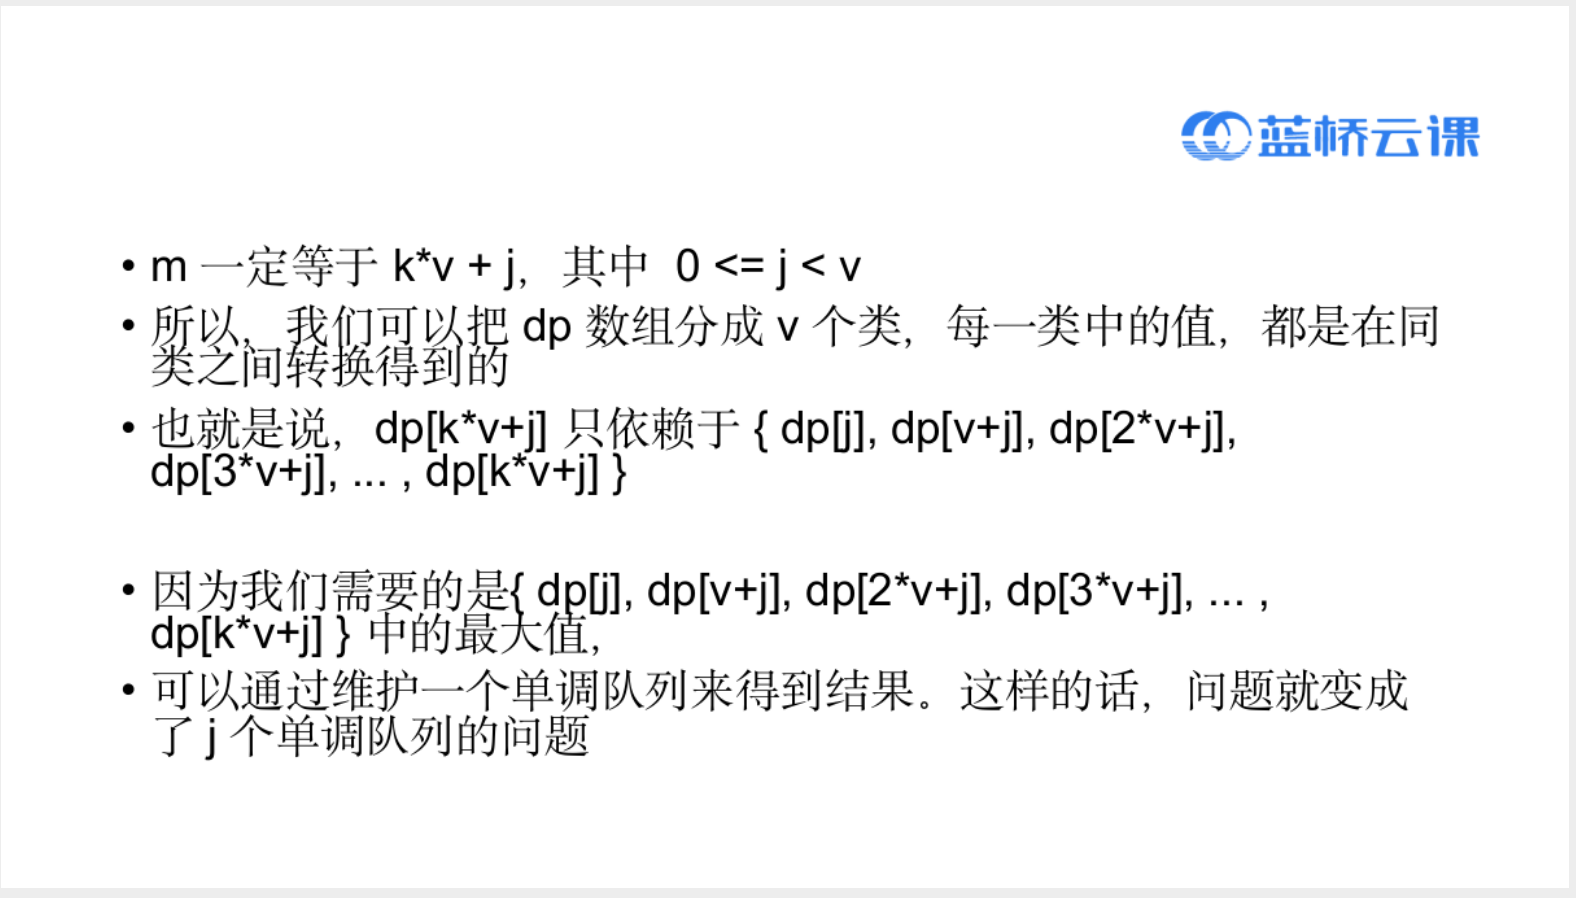 蓝桥云课
• m 一定等于 k*v + j，其中 0 <= j < v
• 所以，我们可以把 dp 数组分成 v 个类，每一类中的值，都是在同
类之间转换得到的
• 也就是说，dp[k*v+j] 只依赖于 { dp[j], dp[v+j], dp[2*v+j],
dp[3*v+j], ... , dp[k*v+j] }
• 因为我们需要的是{ dp[j], dp[v+j], dp[2*v+j], dp[3*v+j], ... ,
dp[k*v+j] } 中的最大值，
• 可以通过维护一个单调队列来得到结果。这样的话，问题就变成
了 j 个单调队列的问题